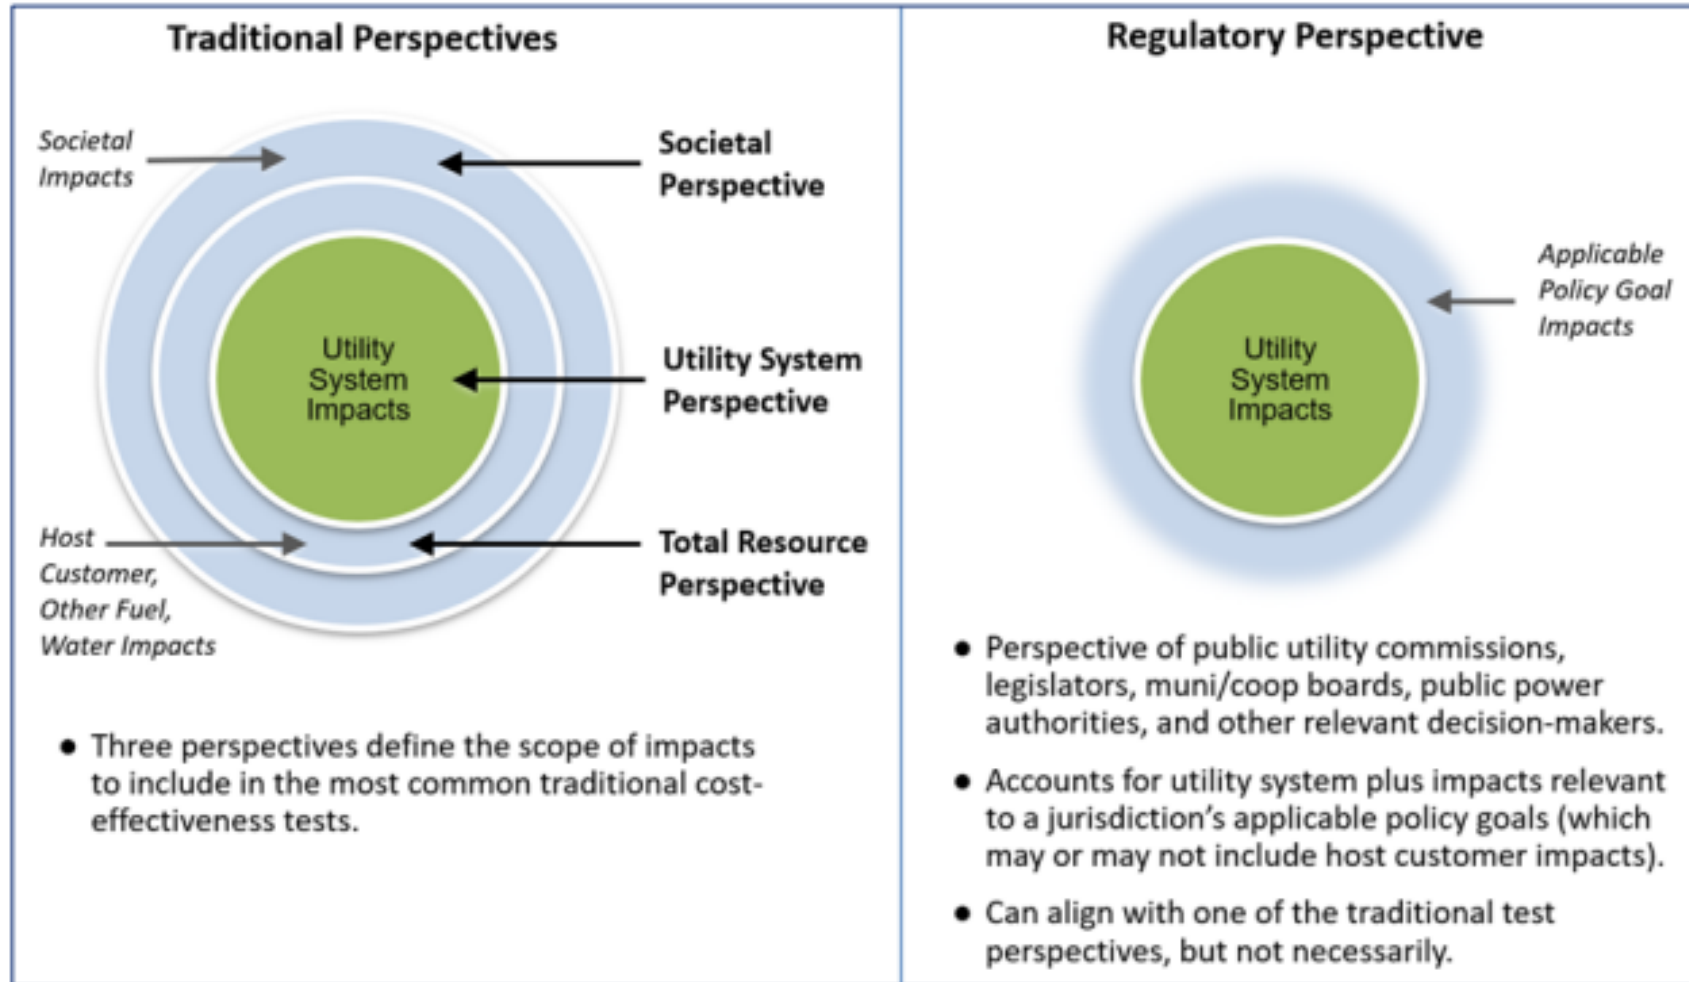 Traditional Perspectives
Societal
Impacts
Societal
Perspective
Utility
System
Impacts
Utility System
Perspective
Host
Customer,
Other Fuel,
Water Impacts
Total Resource
Perspective
● Three perspectives define the scope of impacts
to include in the most common traditional cost-
effectiveness tests.
Regulatory Perspective
Applicable
Policy Goal
Impacts
Utility
System
Impacts
● Perspective of public utility commissions,
legislators, muni/coop boards, public power
authorities, and other relevant decision-makers.
● Accounts for utility system plus impacts relevant
to a jurisdiction's applicable policy goals (which
may or may not include host customer impacts).
● Can align with one of the traditional test
perspectives, but not necessarily.